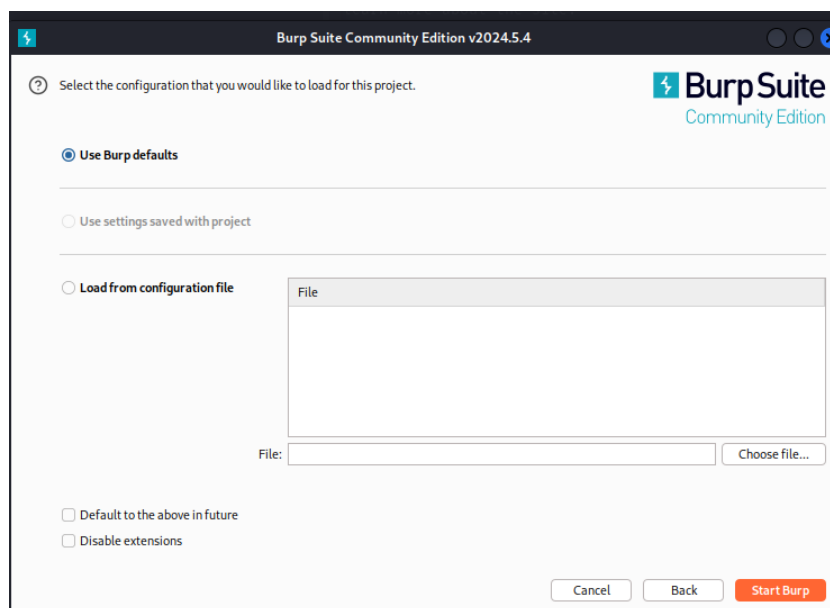 Burp Suite Community Edition v2024.5.4
Select the configuration that you would like to load for this project.
Burp Suite
Community Edition
Use Burp defaults
Use settings saved with project
Load from configuration file
File
File:
Choose file...
Default to the above in future
Disable extensions
Cancel
Back
Start Burp